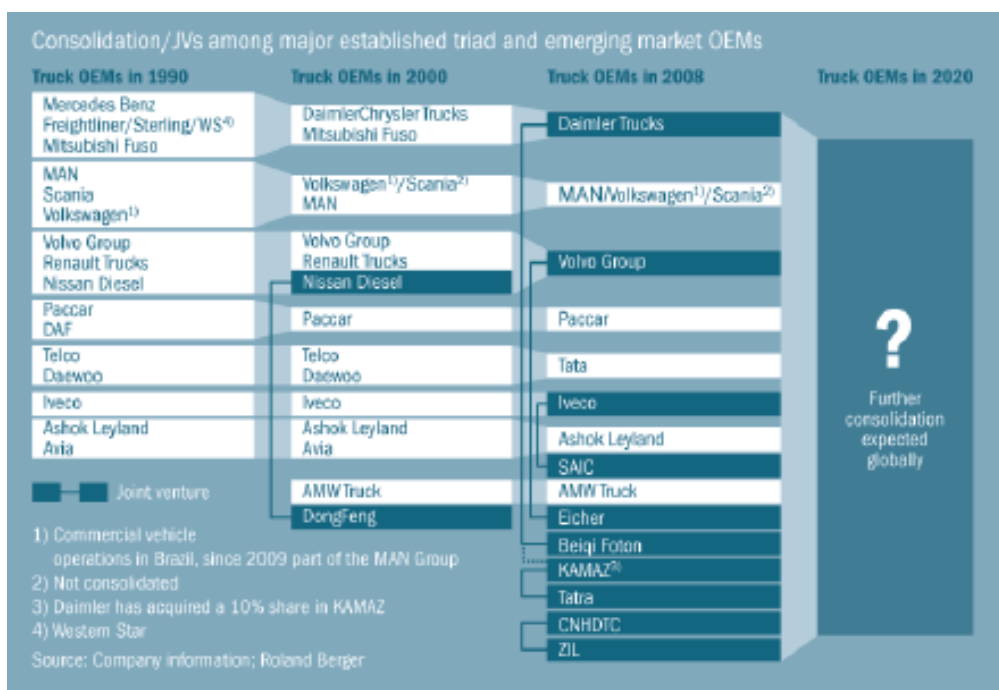 Consolidation/JVs among major established triad and emerging market OEMs
Truck OEMs in 1990
Mercedes Benz
Freightliner/Sterling/WS4)
Mitsubishi Fuso
MAN
Scania
Volkswagen1)
Volvo Group
Renault Trucks
Nissan Diesel
Paccar
DAF
Telco
Daewoo
Iveco
Ashok Leyland
Avia
Truck OEMs in 2000
DaimlerChrysler Trucks
Mitsubishi Fuso
Volkswagen1)/Scania2)
MAN
Volvo Group
Renault Trucks
Nissan Diesel
Paccar
Telco
Daewoo
Iveco
Ashok Leyland
Avia
AMW Truck
DongFeng
Truck OEMs in 2008
Daimler Trucks
MAN/Volkswagen1)/Scania2)
Volvo Group
Paccar
Tata
Iveco
Ashok Leyland
SAIC
AMW Truck
Eicher
Beiqi Foton
KAMAZ3)
Tatra
CNHDTC
ZIL
Truck OEMs in 2020
?
Further
consolidation
expected
globally
Joint venture
1) Commercial vehicle
operations in Brazil, since 2009 part of the MAN Group
2) Not consolidated
3) Daimler has acquired a 10% share in KAMAZ
4) Western Star
Source: Company information; Roland Berger